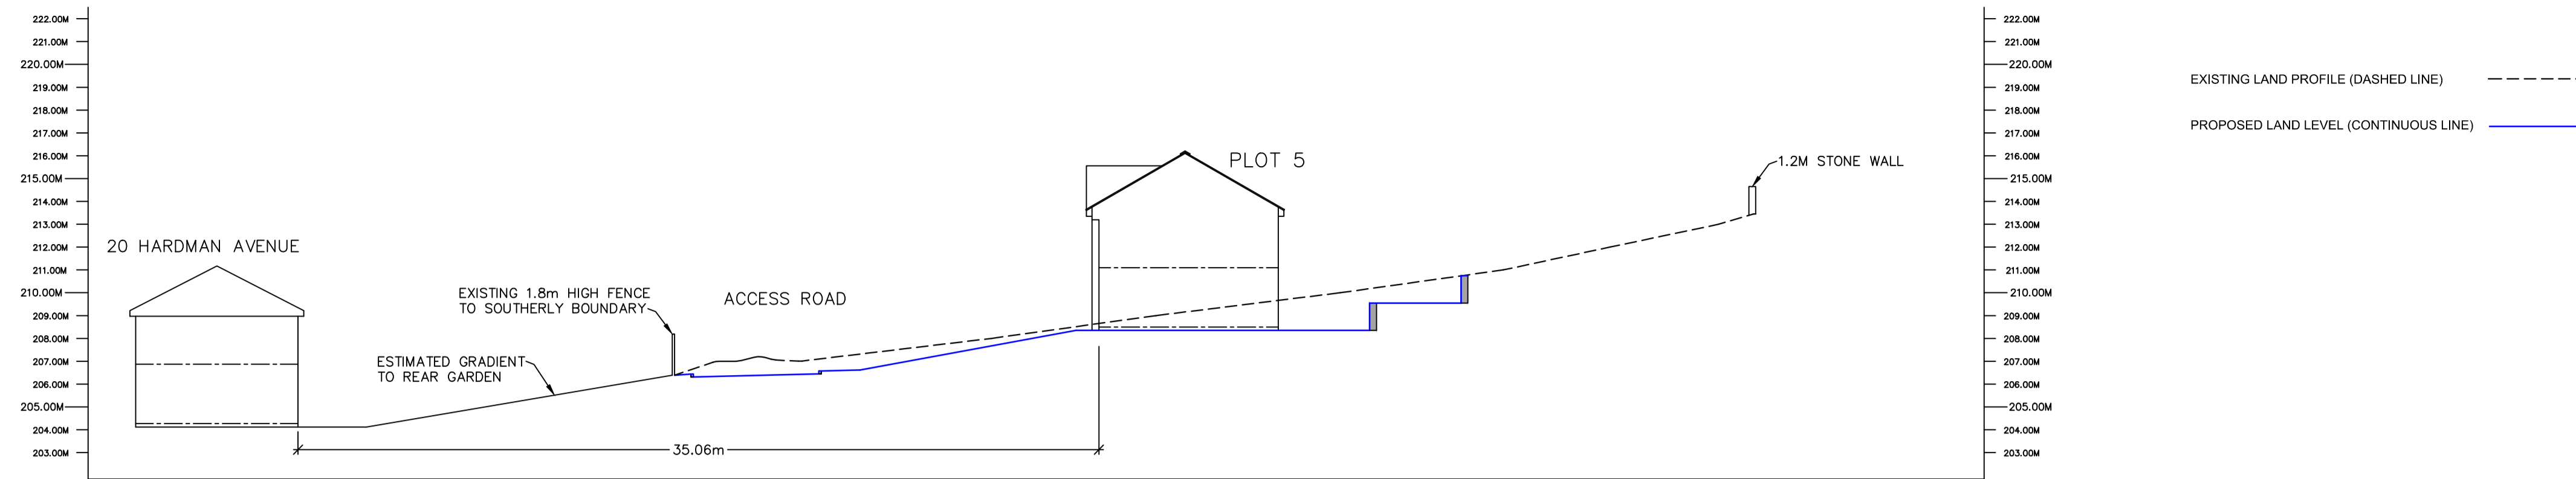 222.00M
221.00M
220.00M
219.00M
218.00M
217.00M
216.00M
215.00M
214.00M
213.00M
212.00M
211.00M
210.00M
209.00M
208.00M
207.00M
206.00M
205.00M
204.00M
203.00M
20 HARDMAN AVENUE
ESTIMATED GRADIENT
TO REAR GARDEN
EXISTING 1.8m HIGH FENCE
TO SOUTHERLY BOUNDARY
ACCESS ROAD
35.06m
PLOT 5
1.2M STONE WALL
222.00M
221.00M
220.00M
219.00M
218.00M
217.00M
216.00M
215.00M
214.00M
213.00M
212.00M
211.00M
210.00M
209.00M
208.00M
207.00M
206.00M
205.00M
204.00M
203.00M
EXISTING LAND PROFILE (DASHED LINE)
PROPOSED LAND LEVEL (CONTINUOUS LINE)